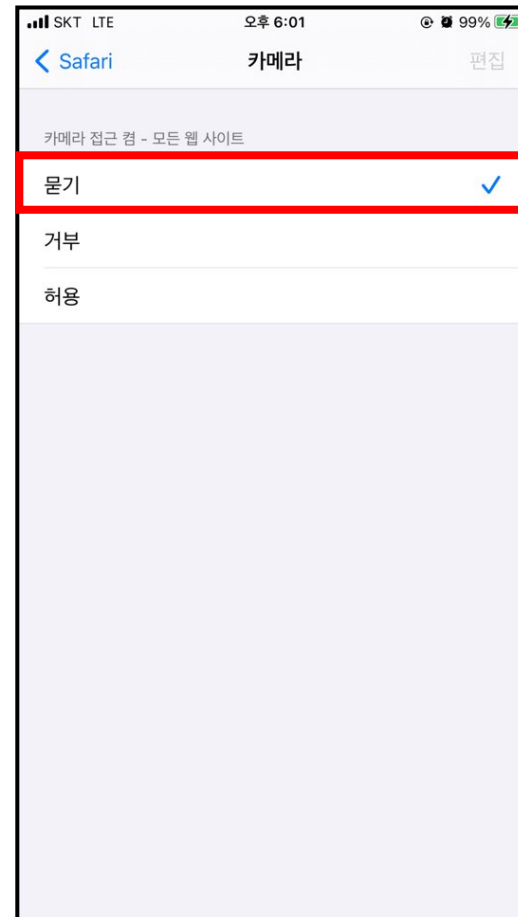 SKT LTE 오후 6:01 99%
Safari 카메라 편집
카메라 접근 켬 - 모든 웹 사이트
묻기
거부
허용